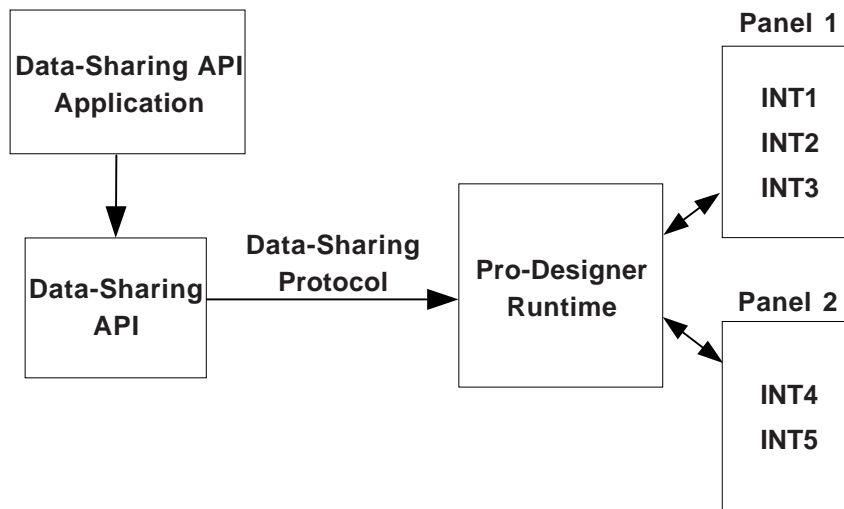 Data-Sharing API
Application
Data-Sharing
API
Data-Sharing
Protocol
Pro-Designer
Runtime
Panel 1
INT1
INT2
INT3
Panel 2
INT4
INT5